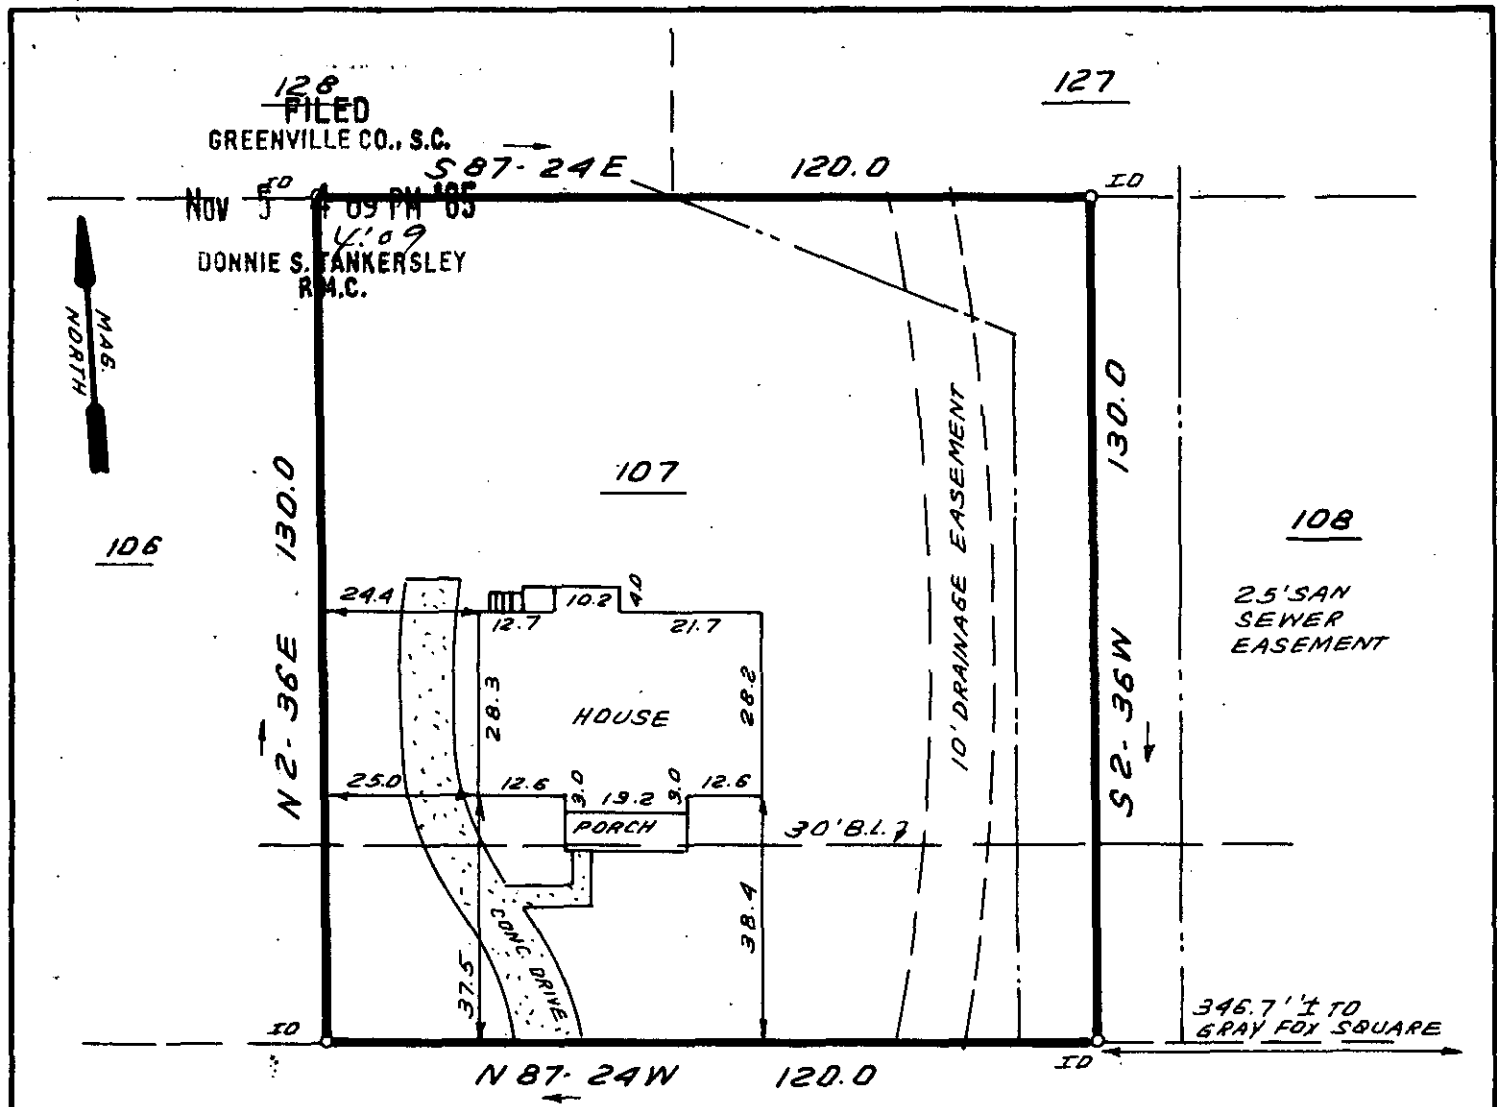 128
127
FILED
GREENVILLE CO., S.C.
S 87-24 E
120.0
IO
IO
Nov 5 4 09 PM '85
4:09
DONNIE S. TANKERSLEY
R.M.C.
MAG.
NORTH
N 2-36 E 130.0
S 2-36 W 130.0
107
106
108
10' DRAINAGE EASEMENT
25' SAN
SEWER
EASEMENT
24.4
10.2
4.0
12.7
21.7
28.3
28.2
HOUSE
25.0
12.6
3.0
19.2
3.0
12.6
PORCH
30' B.L.
CONC. DRIVE
37.5
38.4
346.7'± TO
GRAY FOX SQUARE
IO
IO
N 87-24 W
120.0